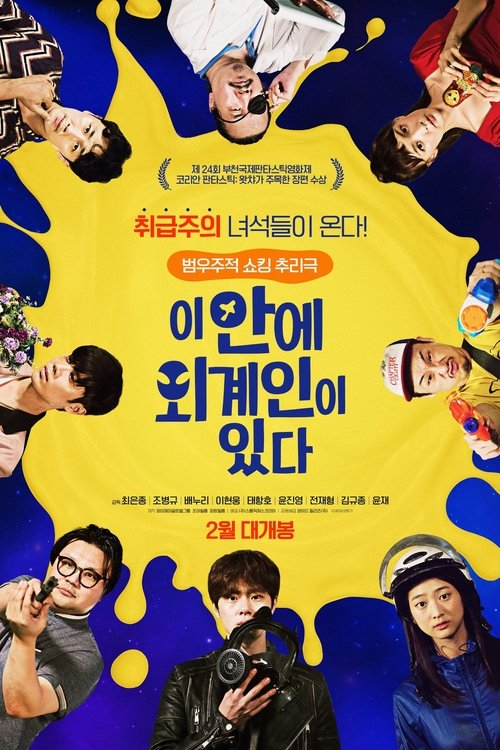 제 24회 부천국제판타스틱영화제
코리안 판타스틱: 왓챠가 주목한 장편 수상
취급주의 녀석들이 온다!
범우주적 쇼킹 추리극
이 안에
외계인이
있다
감독 최은종 | 조병규 | 배누리 | 이현웅 | 태항호 | 윤진영 | 전재형 | 김규종 | 윤재
2월 대개봉